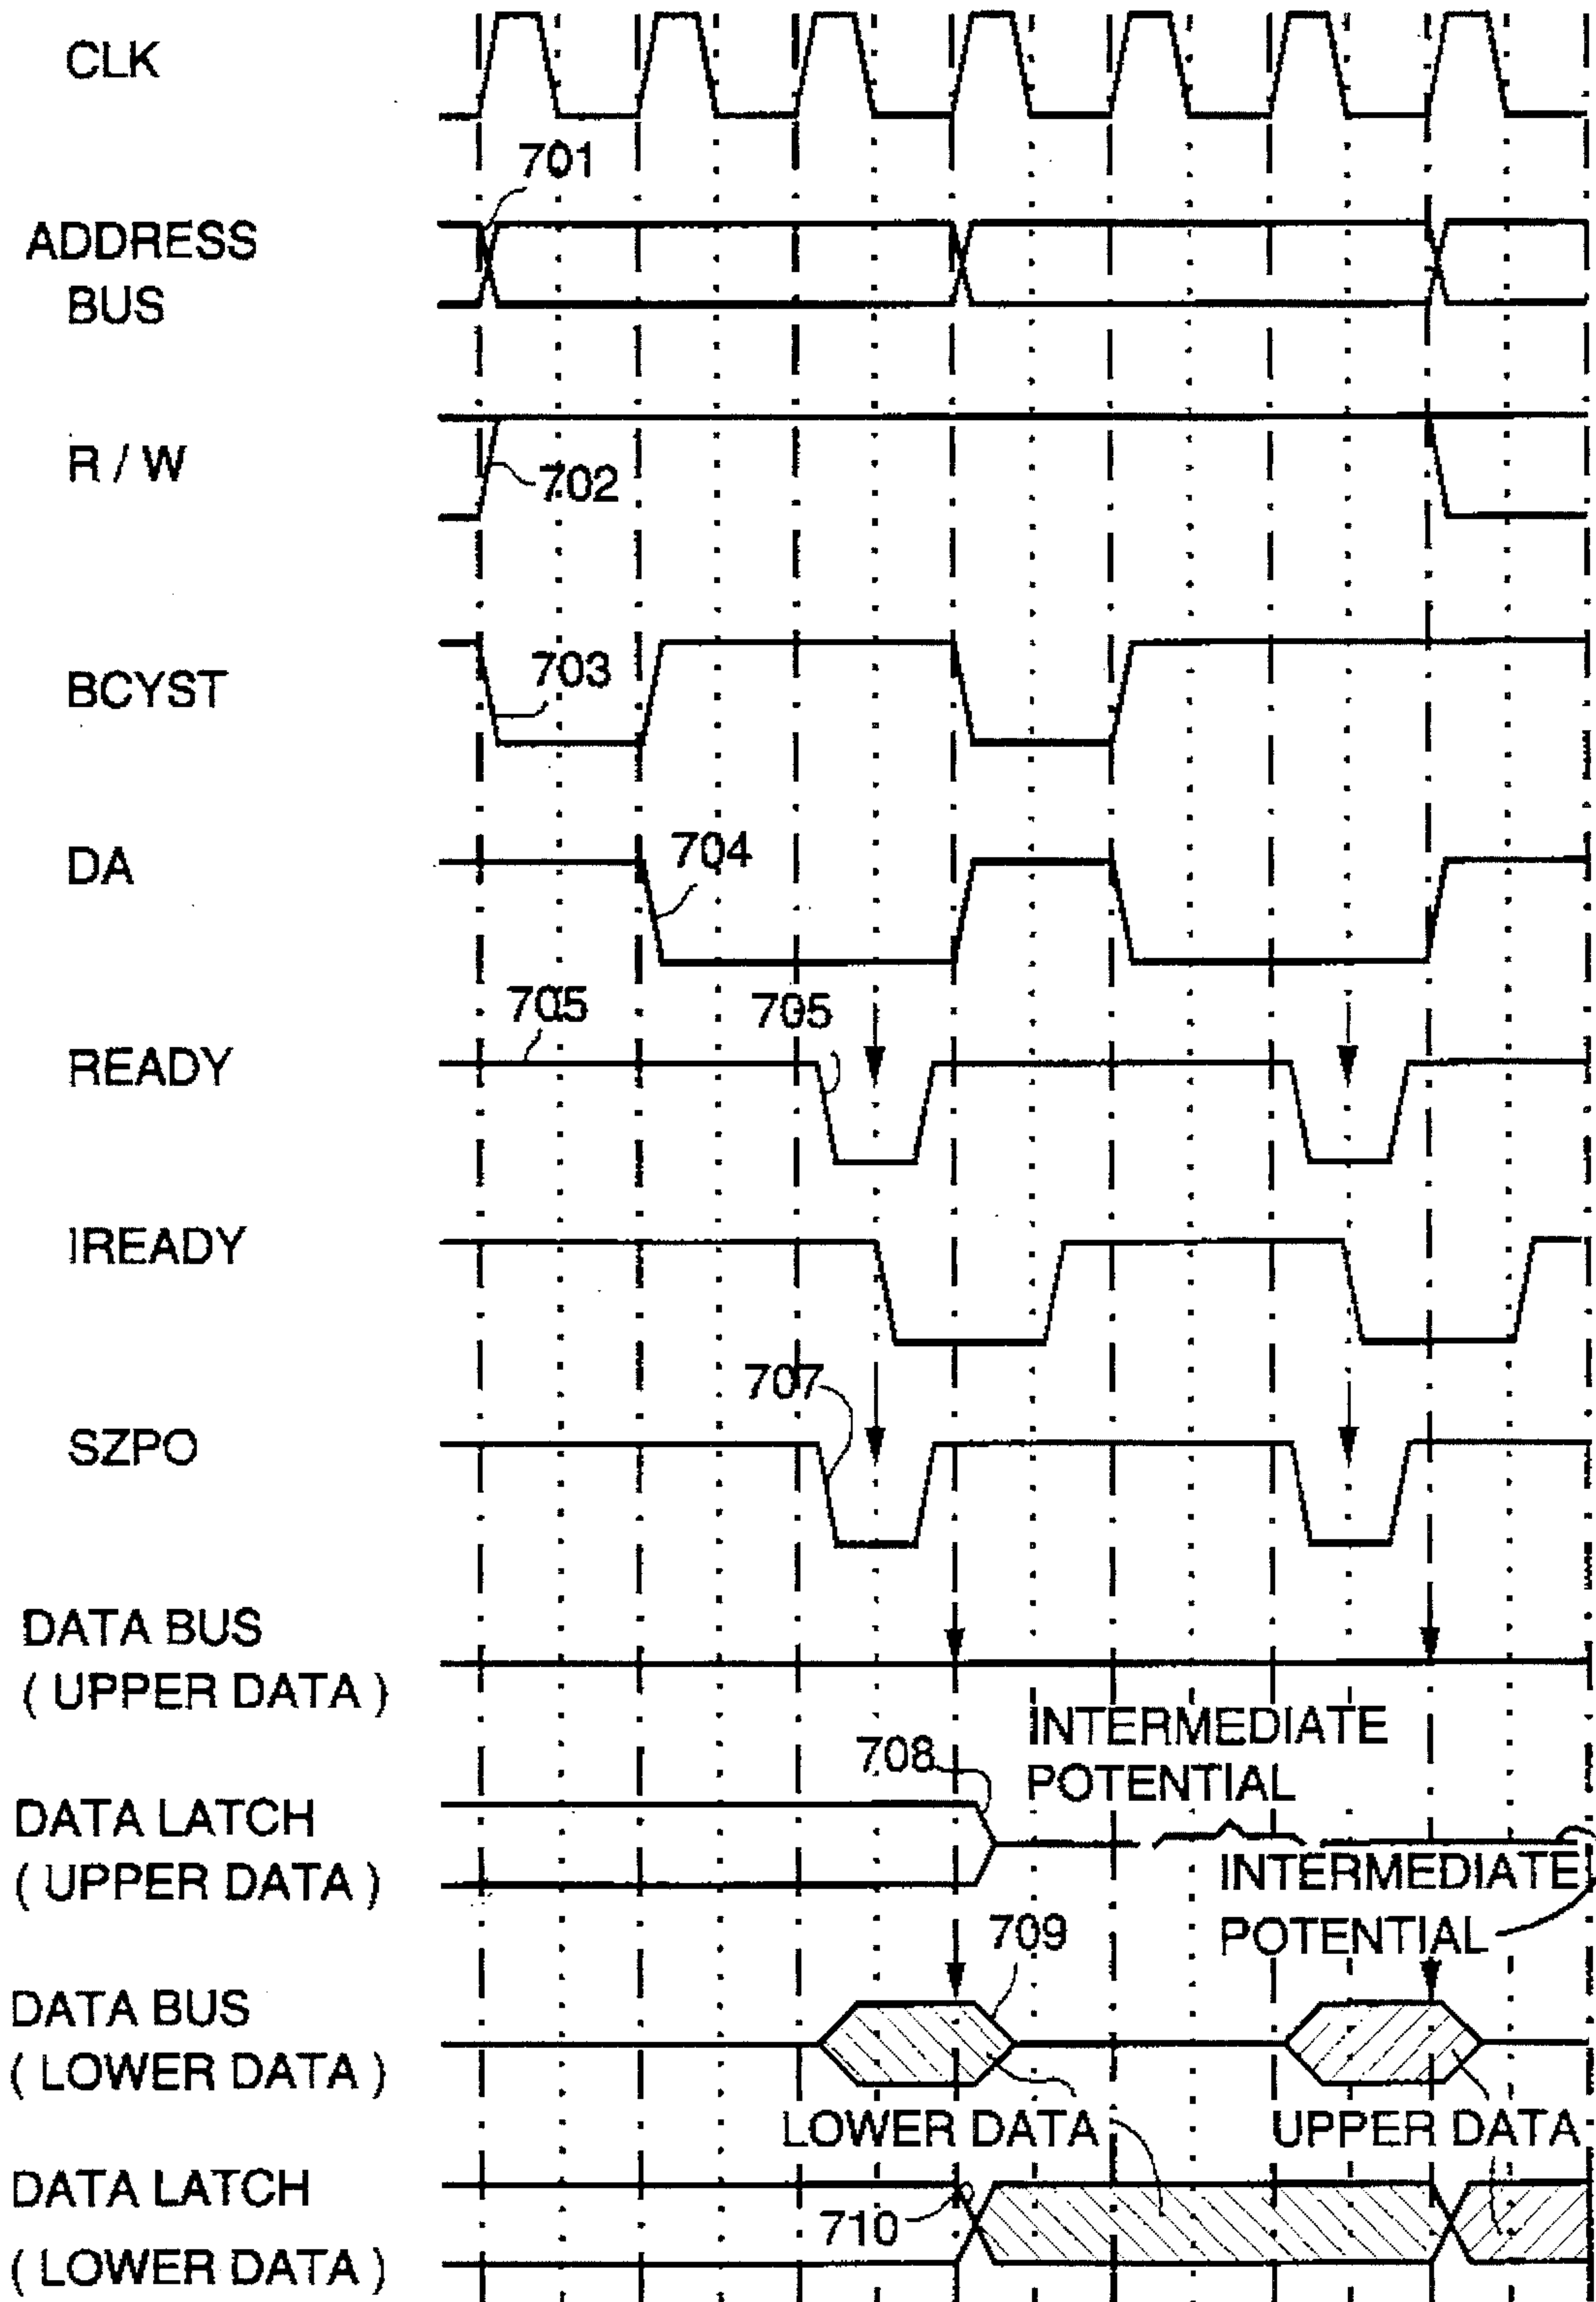 CLK
701
ADDRESS
BUS
R / W
702
BCYST
703
DA
704
705
705
READY
IREADY
707
SZPO
DATA BUS
( UPPER DATA )
INTERMEDIATE
POTENTIAL
708
DATA LATCH
( UPPER DATA )
INTERMEDIATE
POTENTIAL
709
DATA BUS
( LOWER DATA )
LOWER DATA
UPPER DATA
DATA LATCH
710
( LOWER DATA )